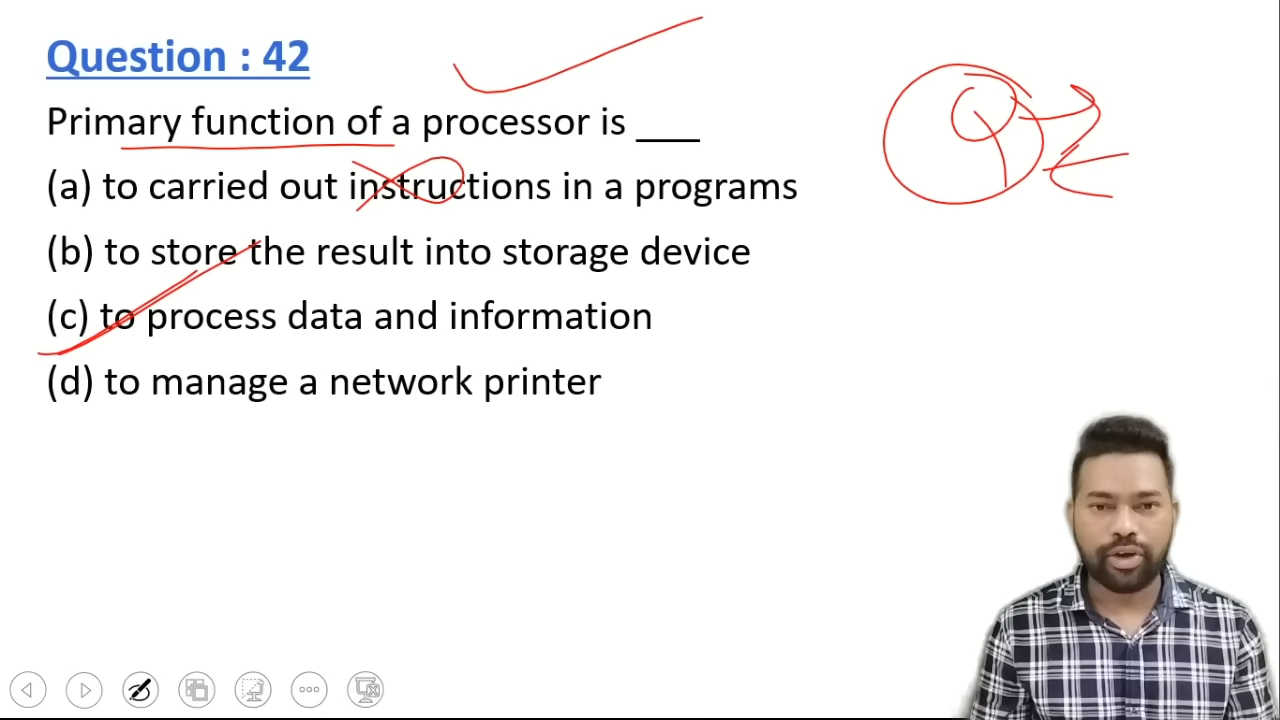 Question : 42
Primary function of a processor is ___
(a) to carried out instructions in a programs
(b) to store the result into storage device
(c) to process data and information
(d) to manage a network printer